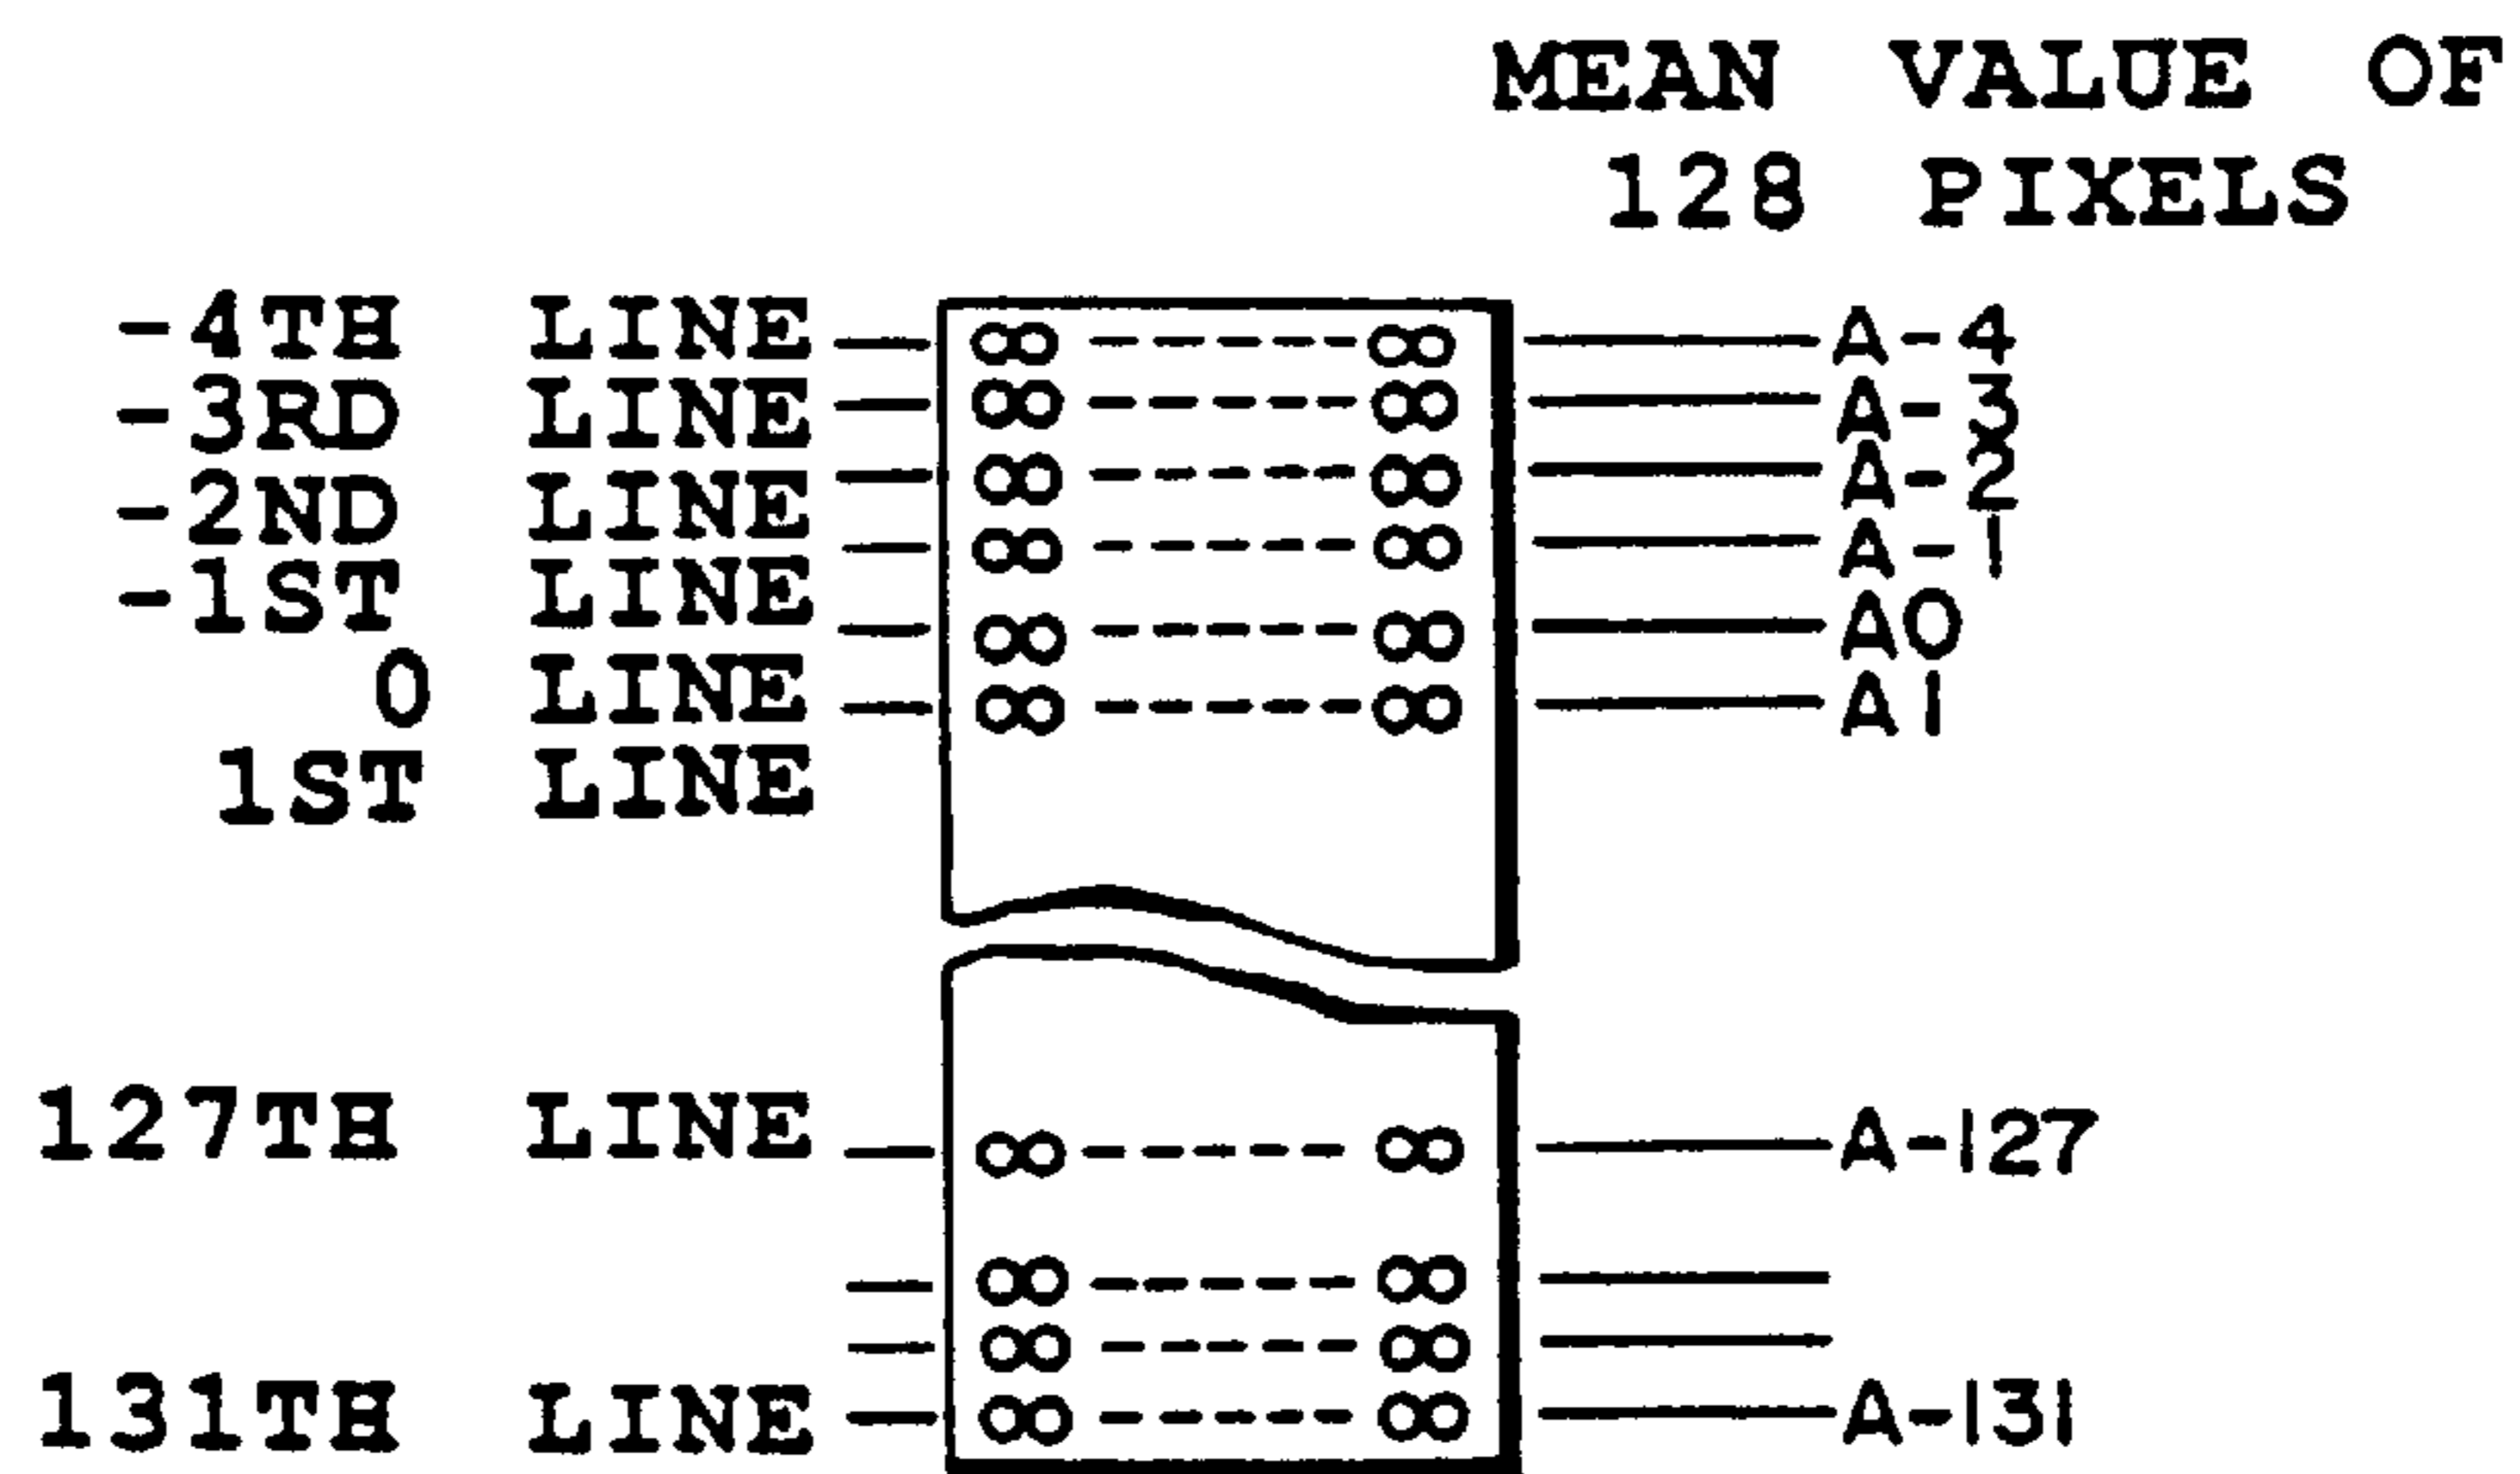 MEAN VALUE OF
128 PIXELS
-4TH LINE A-4
-3RD LINE A-3
-2ND LINE A-2
-1ST LINE A-1
0 LINE A0
1ST LINE A1
127TH LINE A-127
131TH LINE A-131